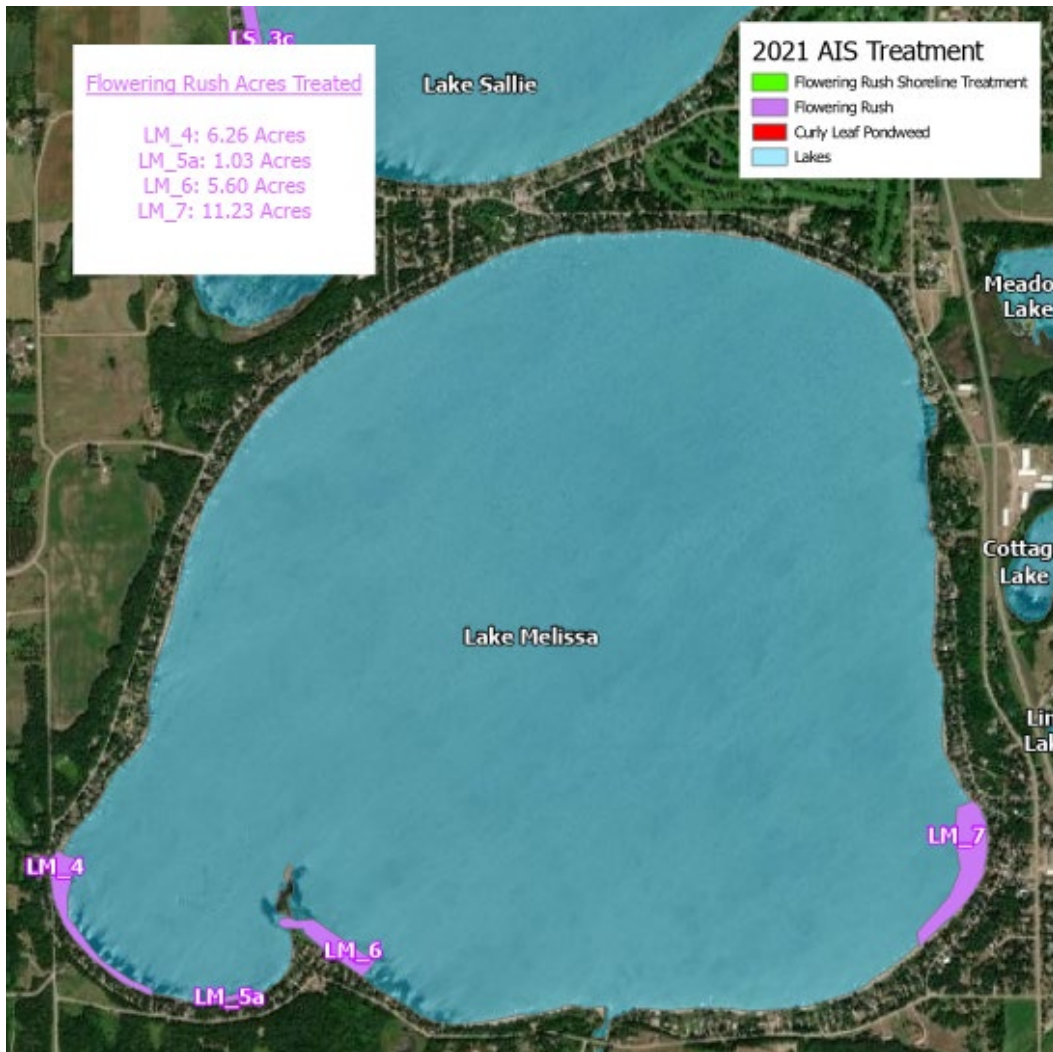 LS_3c
Flowering Rush Acres Treated
LM_4: 6.26 Acres
LM_5a: 1.03 Acres
LM_6: 5.60 Acres
LM_7: 11.23 Acres
2021 AIS Treatment
Flowering Rush Shoreline Treatment
Flowering Rush
Curly Leaf Pondweed
Lakes
Lake Sallie
Meado
Lake
Cottag
Lake
Lake Melissa
Lin
Lak
LM_7
LM_4
LM_6
LM_5a